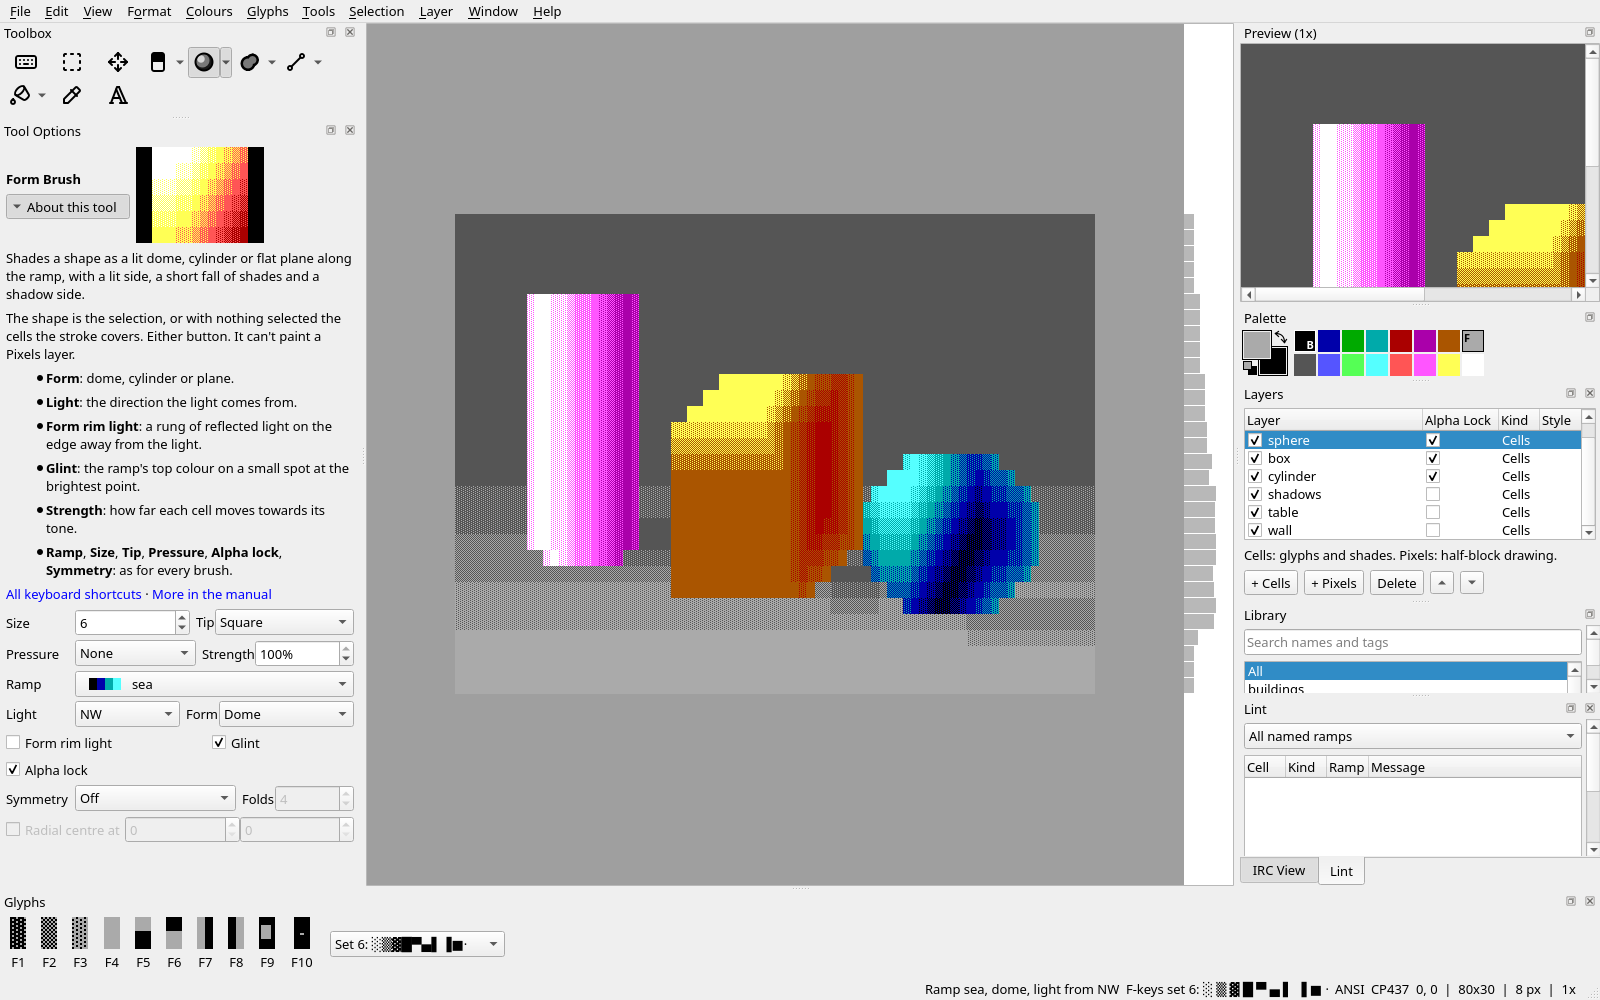 File Edit View Format Colours Glyphs Tools Selection Layer Window Help
Toolbox
Tool Options
Form Brush
About this tool
Shades a shape as a lit dome, cylinder or flat plane along
the ramp, with a lit side, a short fall of shades and a
shadow side.
The shape is the selection, or with nothing selected the
cells the stroke covers. Either button. It can't paint a
Pixels layer.
● Form: dome, cylinder or plane.
● Light: the direction the light comes from.
● Form rim light: a rung of reflected light on the
edge away from the light.
● Glint: the ramp's top colour on a small spot at the
brightest point.
● Strength: how far each cell moves towards its
tone.
● Ramp, Size, Tip, Pressure, Alpha lock,
Symmetry: as for every brush.
All keyboard shortcuts · More in the manual
Size 6 Tip Square
Pressure None Strength 100%
Ramp sea
Light NW Form Dome
Form rim light Glint
Alpha lock
Symmetry Off Folds 4
Radial centre at 0 0
Preview (1x)
Palette
B F
Layers
Layer Alpha Lock Kind Style
sphere Cells
box Cells
cylinder Cells
shadows Cells
table Cells
wall Cells
Cells: glyphs and shades. Pixels: half-block drawing.
+ Cells + Pixels Delete
Library
Search names and tags
All
buildings
Lint
All named ramps
Cell Kind Ramp Message
IRC View Lint
Glyphs
F1 F2 F3 F4 F5 F6 F7 F8 F9 F10
Set 6: ░▒▓█▀▄▌▐■·
Ramp sea, dome, light from NW F-keys set 6: ░▒▓█▀▄▌▐■· ANSI CP437 0, 0 | 80x30 | 8 px | 1x